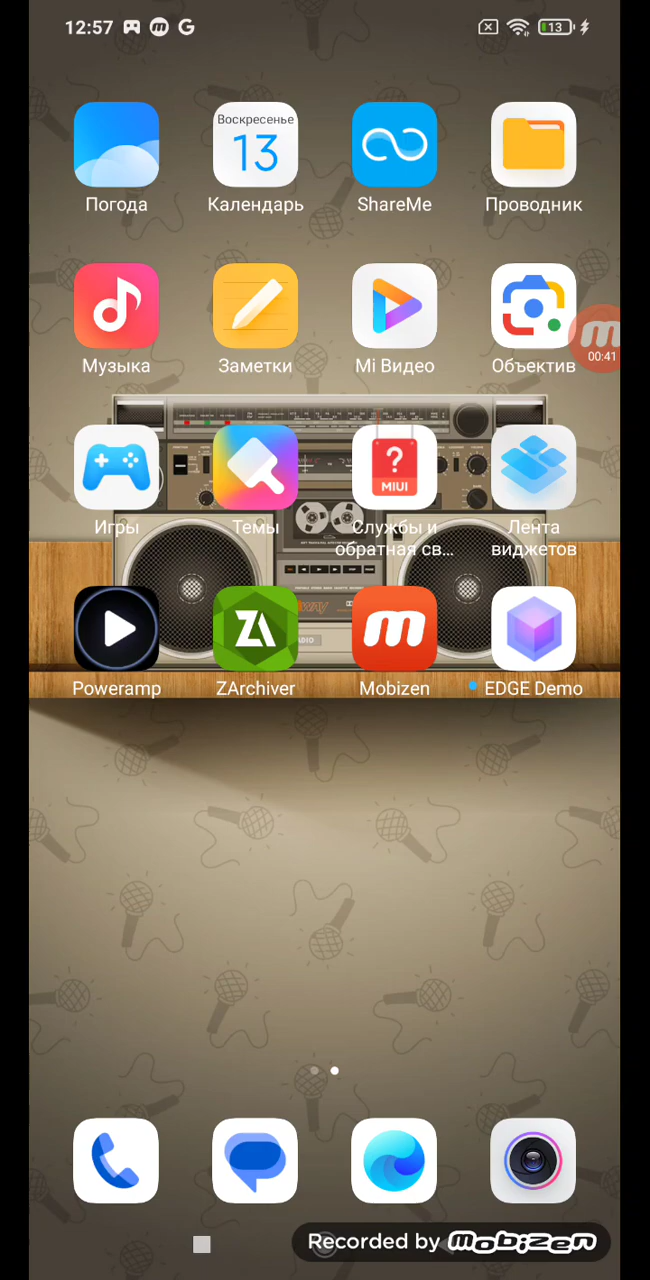 12:57
13
Воскресенье
13
Погода
Календарь
ShareMe
Проводник
Музыка
Заметки
Mi Видео
Объектив
00:41
?
MIUI
Игры
Темы
Службы и
обратная св...
Лента
виджетов
Poweramp
ZArchiver
Mobizen
EDGE Demo
Recorded by mobizen